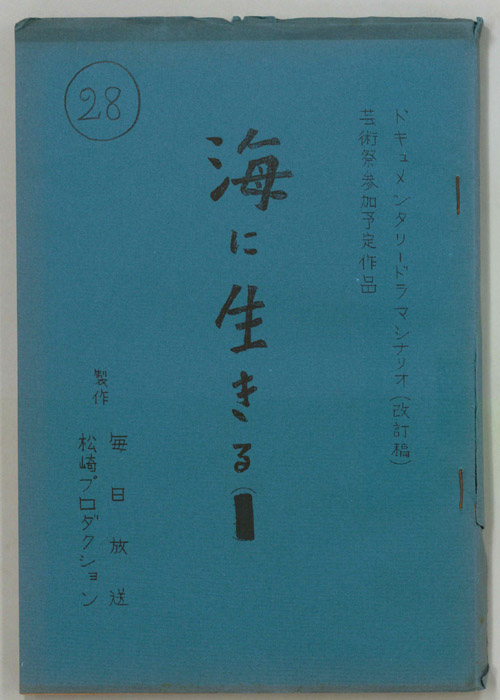 ドキュメンタリードラマシナリオ(改訂稿)
芸術祭参加予定作品
28
海に生きる(
製作
毎日放送
松崎プロダクション